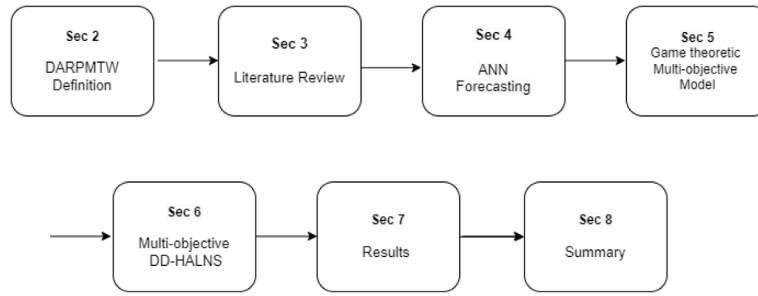 Sec 2
DARPMTW
Definition
Sec 3
Literature Review
Sec 4
ANN
Forecasting
Sec 5
Game theoretic
Multi-objective
Model
Sec 6
Multi-objective
DD-HALNS
Sec 7
Results
Sec 8
Summary